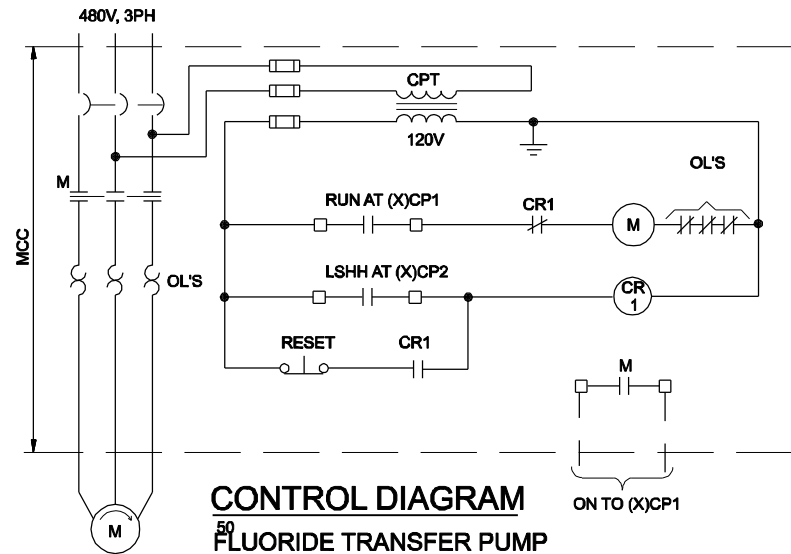 480V, 3PH
CPT
120V
OL'S
M
RUN AT (X)CP1
CR1
M
MCC
OL'S
LSHH AT (X)CP2
CR
1
RESET
CR1
M
ON TO (X)CP1
M
CONTROL DIAGRAM
50
FLUORIDE TRANSFER PUMP